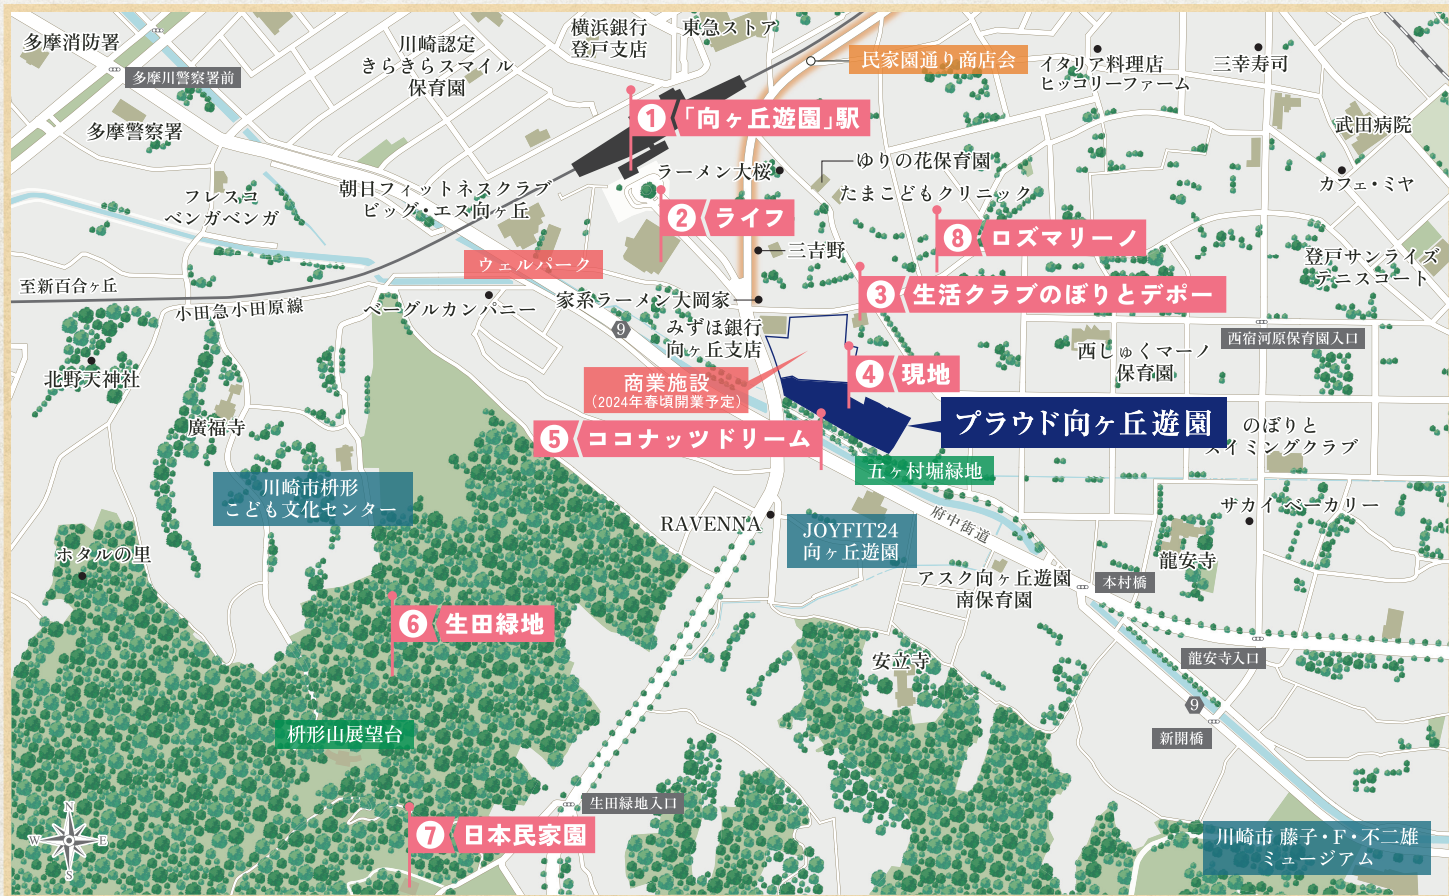 多摩消防署
多摩川警察署前
多摩警察署
川崎認定
きらきらスマイル
保育園
横浜銀行
登戸支店
東急ストア
民家園通り商店会
イタリア料理店
ヒッコリーファーム
三幸寿司
武田病院
カフェ・ミヤ
❶「向ヶ丘遊園」駅
ラーメン大桜
ゆりの花保育園
たまこどもクリニック
❷ライフ
❽ロズマリーノ
フレスコ
ベンガベンガ
朝日フィットネスクラブ
ビッグ・エス向ヶ丘
ウェルパーク
三吉野
登戸サンライズ
テニスコート
至新百合ヶ丘
小田急小田原線
ベーグルカンパニー
家系ラーメン大岡家
❸生活クラブのぼりとデポー
9
みずほ銀行
向ヶ丘支店
西宿河原保育園入口
西しゅくマーノ
保育園
北野天神社
廣福寺
商業施設
（2024年春頃開業予定）
❹現地
プラウド向ヶ丘遊園
❺ココナッツドリーム
のぼりと
スイミングクラブ
五ヶ村堀緑地
川崎市枡形
こども文化センター
RAVENNA
JOYFIT24
向ヶ丘遊園
府中街道
ザカイ ベーカリー
龍安寺
ホタルの里
アスク向ヶ丘遊園
南保育園
本村橋
❻生田緑地
安立寺
龍安寺入口
9
新開橋
枡形山展望台
生田緑地入口
❼日本民家園
川崎市 藤子・F・不二雄
ミュージアム
N
W
E
S